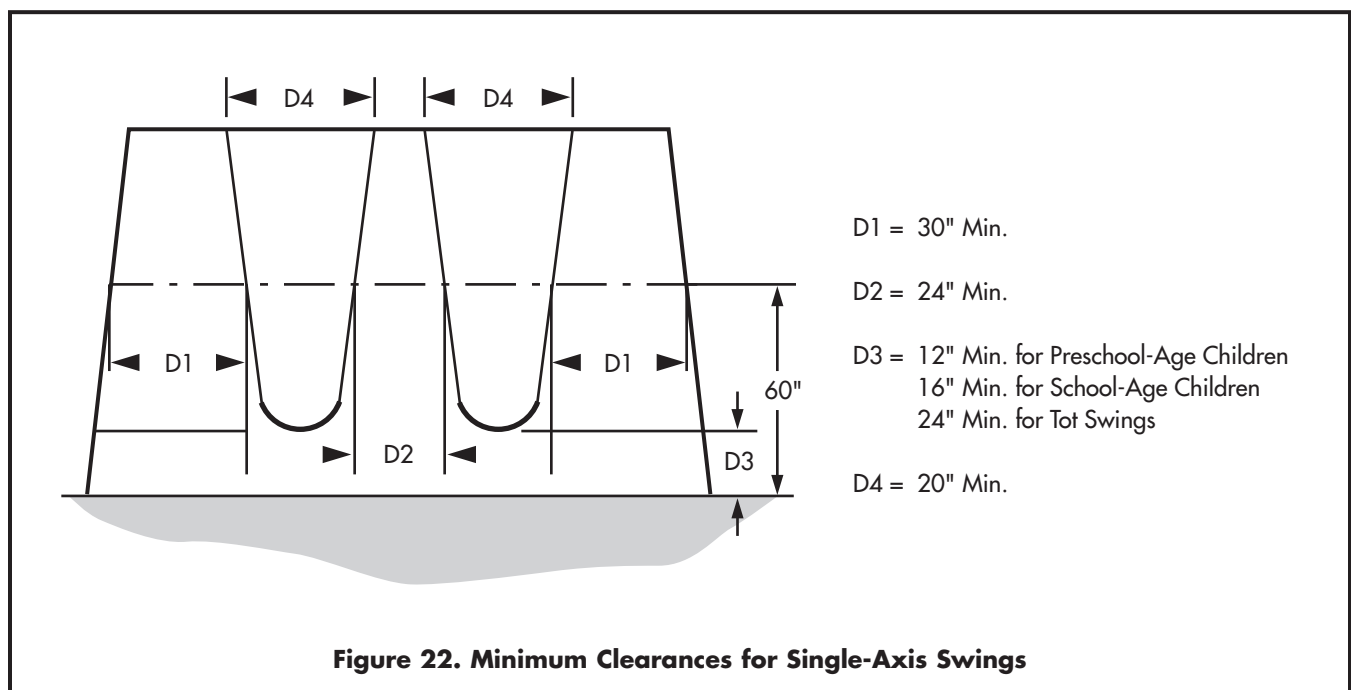 D4 D4
D1 = 30" Min.
D2 = 24" Min.
D1 D1
D3 = 12" Min. for Preschool-Age Children
16" Min. for School-Age Children
60"
24" Min. for Tot Swings
D2
D3
D4 = 20" Min.
Figure 22. Minimum Clearances for Single-Axis Swings